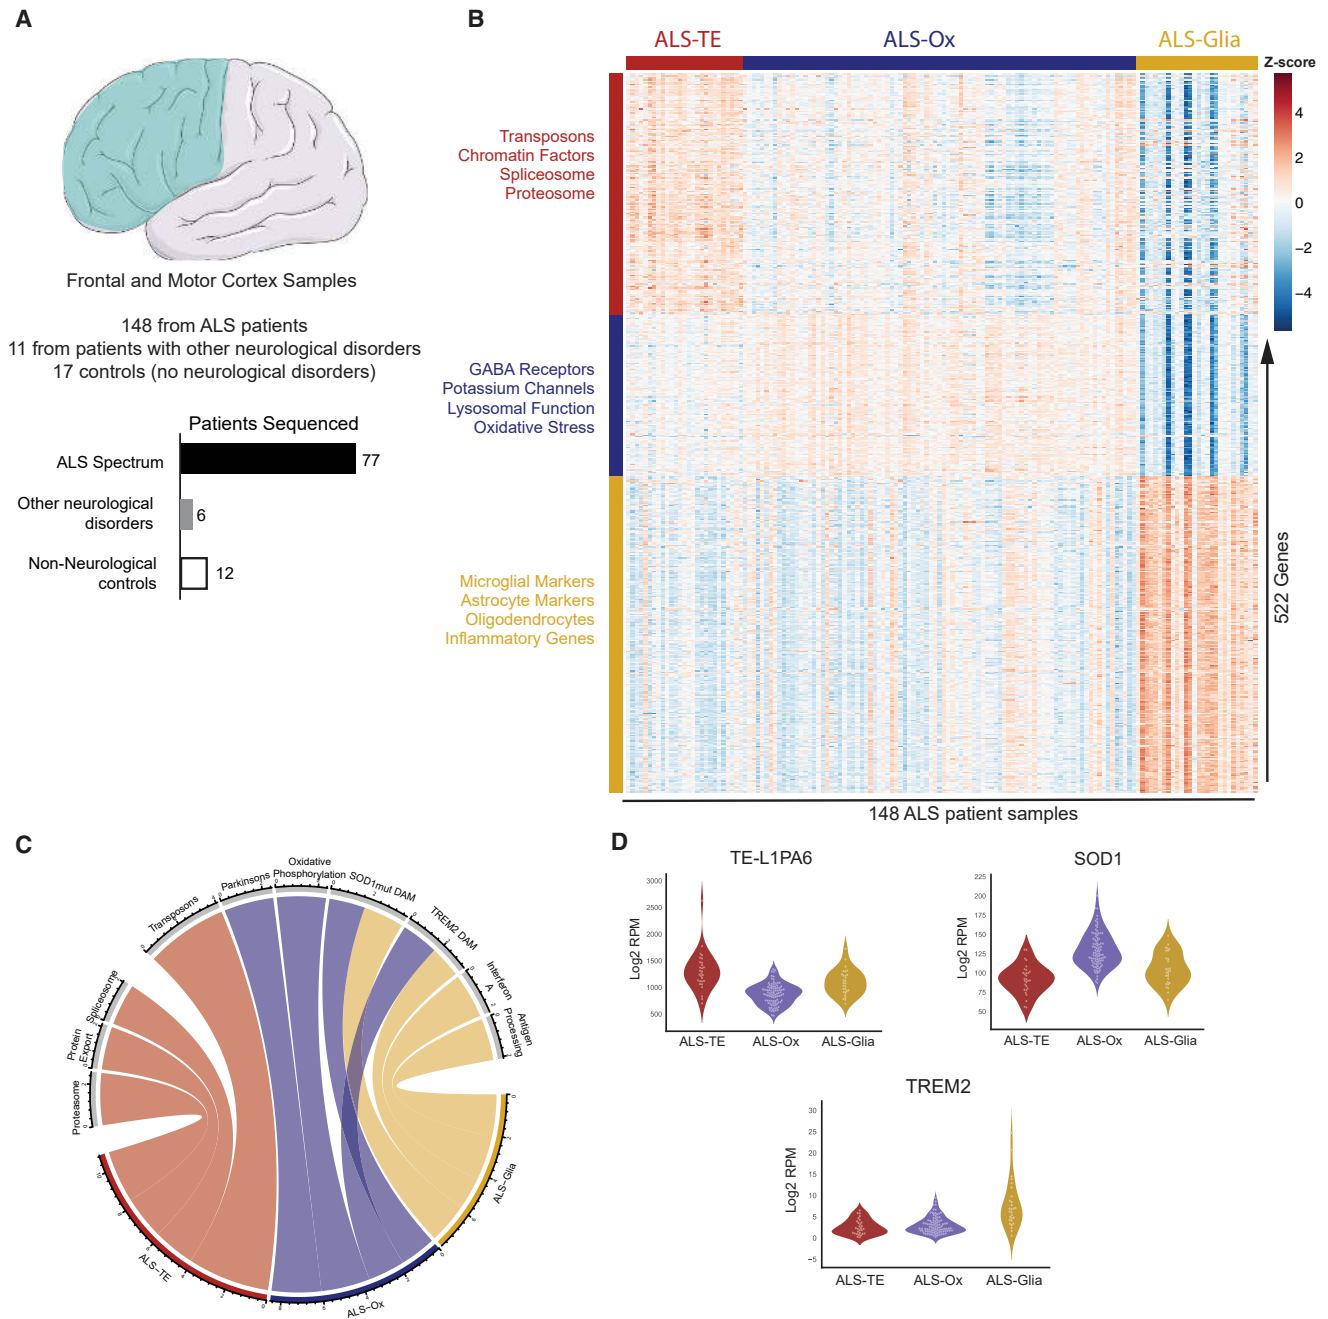 A
Frontal and Motor Cortex Samples
148 from ALS patients
11 from patients with other neurological disorders
17 controls (no neurological disorders)
Patients Sequenced
ALS Spectrum
77
Other neurological
disorders
6
Non-Neurological
controls
12
B
ALS-TE
ALS-Ox
ALS-Glia
Z-score
4
2
0
−2
−4
Transposons
Chromatin Factors
Spliceosome
Proteosome
GABA Receptors
Potassium Channels
Lysosomal Function
Oxidative Stress
Microglial Markers
Astrocyte Markers
Oligodendrocytes
Inflammatory Genes
522 Genes
148 ALS patient samples
C
Proteasome
Protein
Export
Spliceosome
Transposons
Parkinsons
Oxidative
Phosphorylation
SOD1mut DAM
TREM2 DAM
Interferon
A
Antigen
Processing
ALS−Glia
ALS−Ox
ALS−TE
D
TE-L1PA6
Log2 RPM
3000
2500
2000
1500
1000
500
ALS-TE
ALS-Ox
ALS-Glia
SOD1
Log2 RPM
225
200
175
150
125
100
75
50
ALS-TE
ALS-Ox
ALS-Glia
TREM2
Log2 RPM
30
25
20
15
10
5
0
−5
ALS-TE
ALS-Ox
ALS-Glia